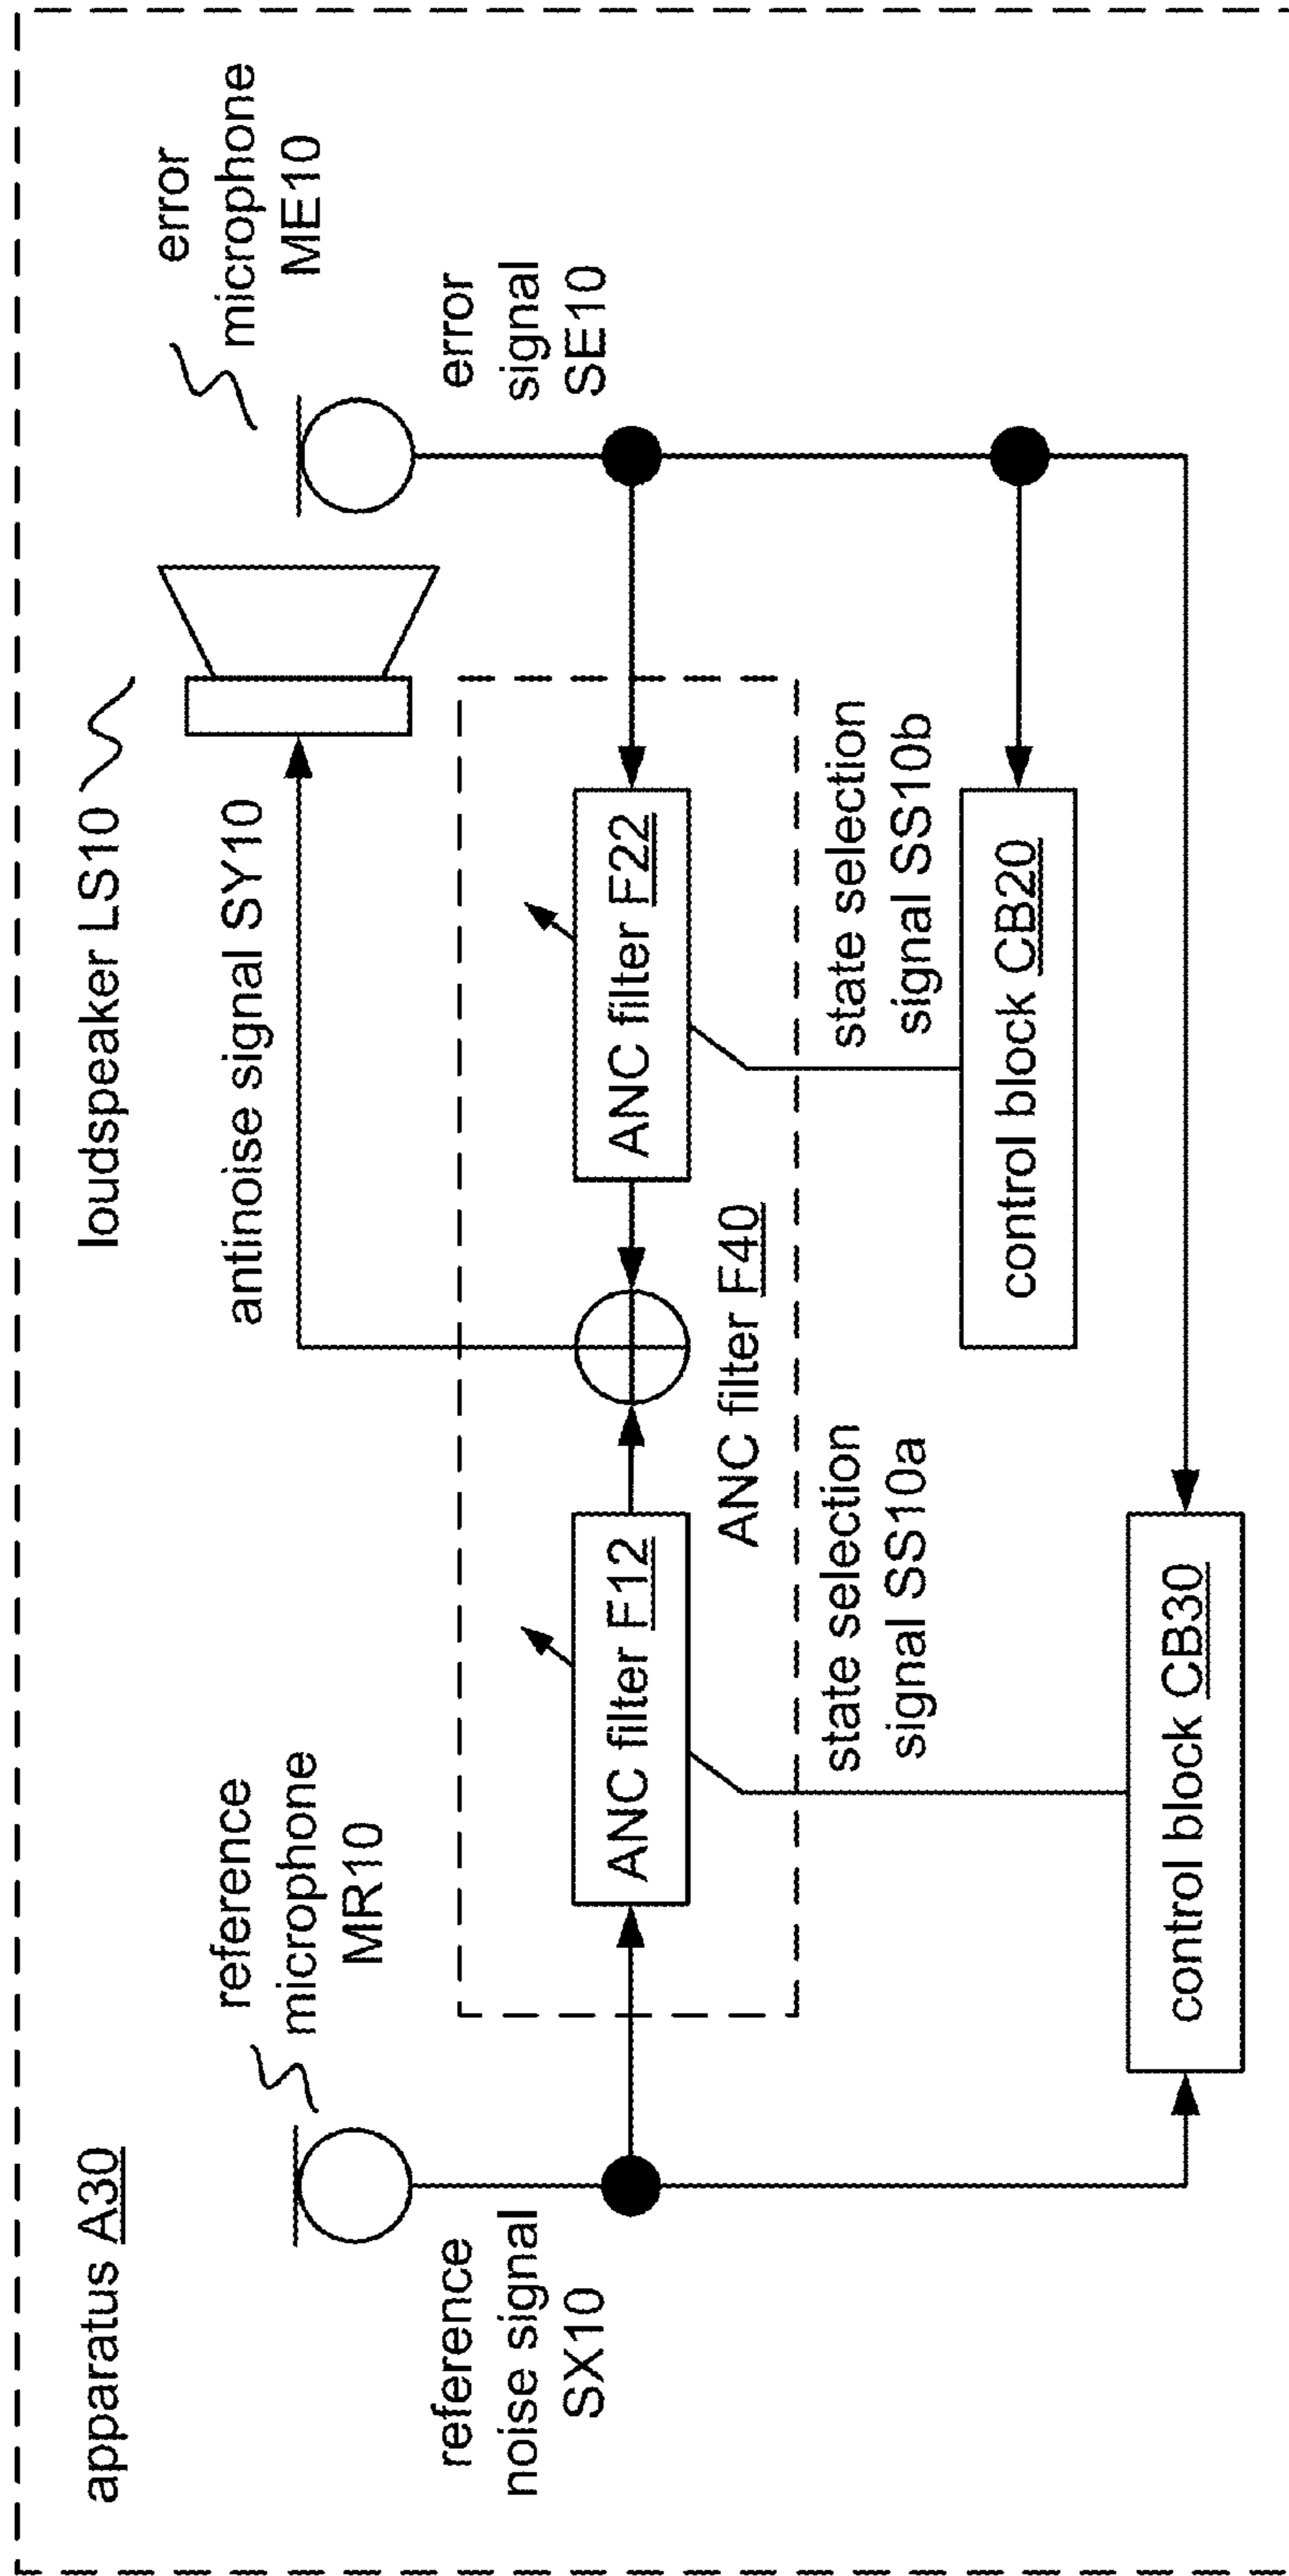 apparatus A30
loudspeaker LS10
reference
microphone
MR10
antinoise signal SY10
error
microphone
ME10
reference
noise signal
SX10
error
signal
SE10
ANC filter F12
ANC filter F22
ANC filter F40
state selection
signal SS10a
state selection
signal SS10b
control block CB20
control block CB30